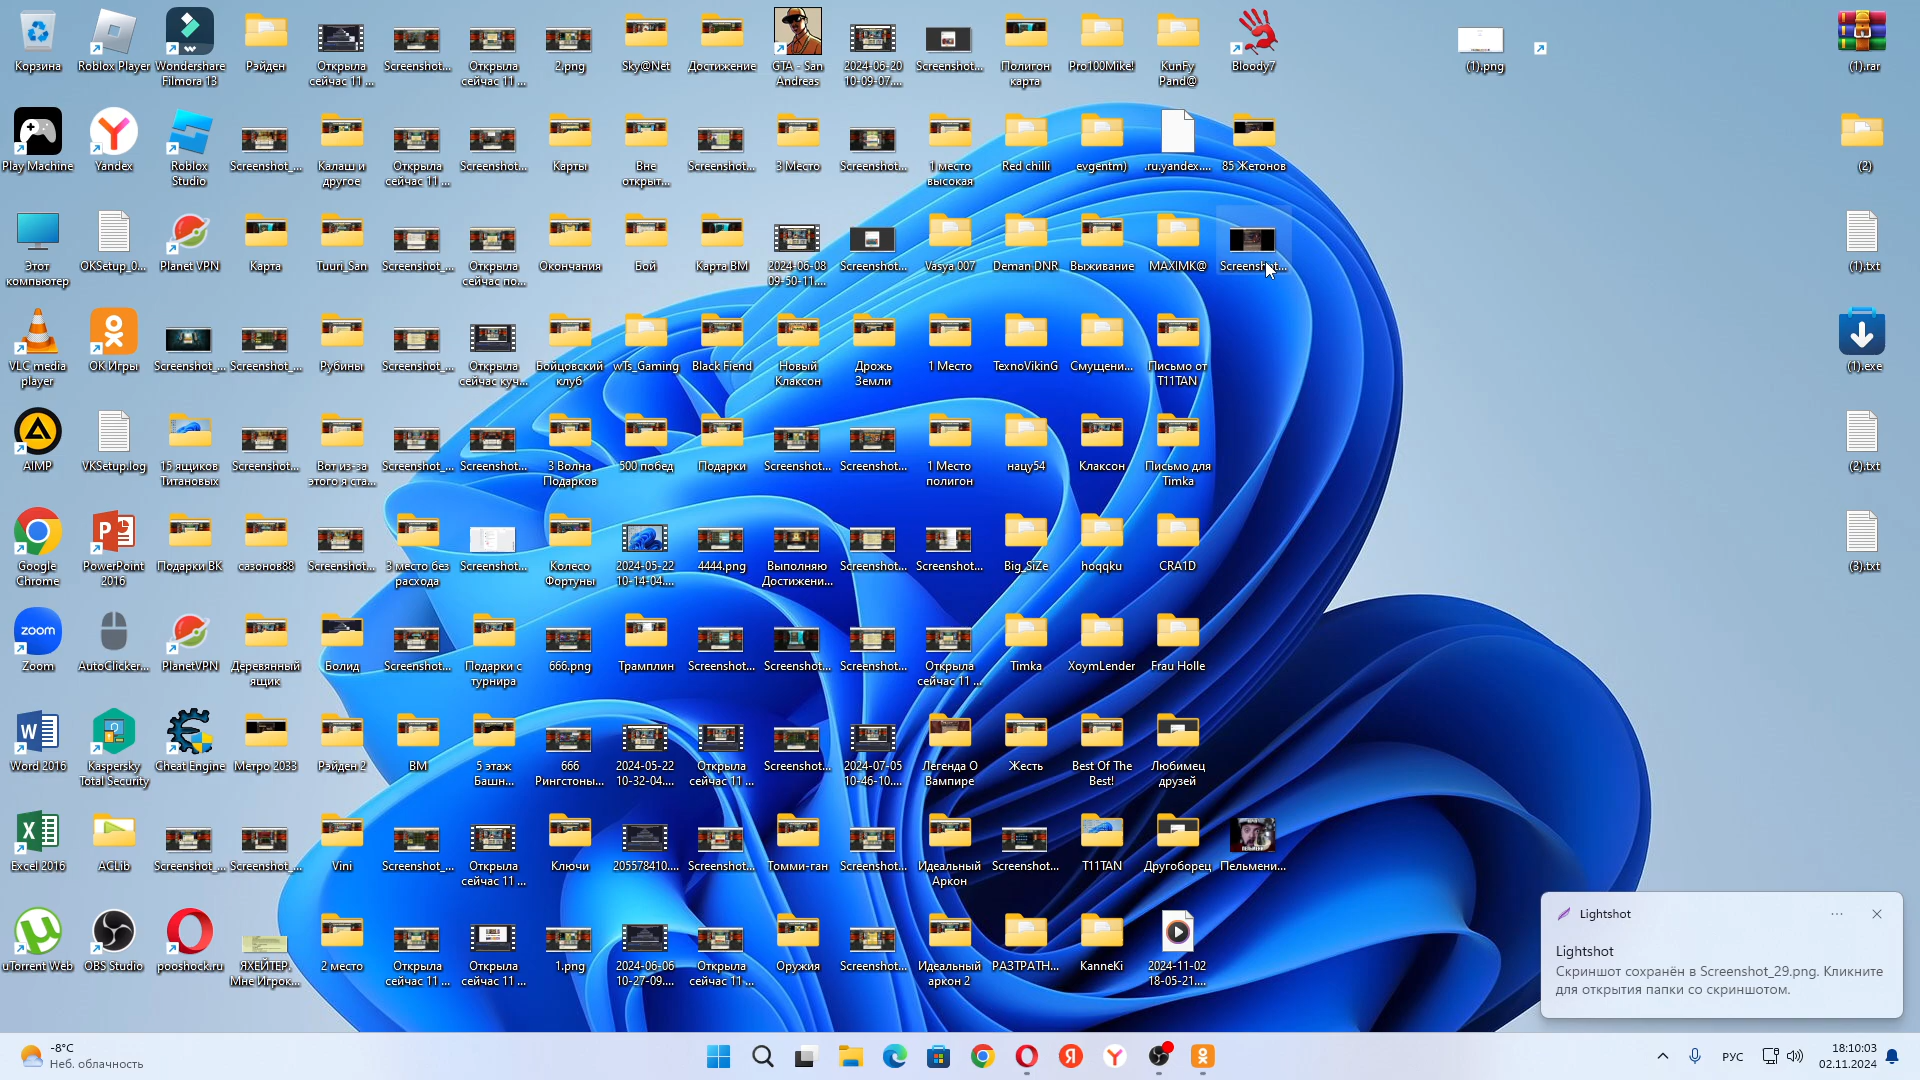 Корзина
Roblox Player
Wondershare Filmora 13
Рэйден
Открыла сейчас 11 ...
Screenshot...
Открыла сейчас 11 ...
2.png
Sky@Net
Достижение
GTA - San Andreas
2024-06-20 10-09-07....
Screenshot...
Полигон карта
Pro100Mike!
KunFy Pand@
Bloody7
(1).png
(1).rar
Play Machine
Yandex
Roblox Studio
Screenshot_...
Калаш и другое
Открыла сейчас 11 ...
Screenshot...
Карты
Вне открыт...
Screenshot...
3 Место
Screenshot...
1 место высокая
Red chilli
evgentm)
.ru.yandex....
85 Жетонов
(2)
Этот компьютер
OKSetup_0...
Planet VPN
Карта
Tuuri_San
Screenshot_...
Открыла сейчас по...
Окончания
Бой
Карта ВМ
2024-06-08 09-50-11....
Screenshot...
Vasya 007
Deman DNR
Выживание
MAXIMK@
Screenshot...
(1).txt
VLC media player
ОК Игры
Screenshot_...
Screenshot_...
Рубины
Screenshot_...
Открыла сейчас куч...
Бойцовский клуб
wTs_Gaming
Black Fiend
Новый Клаксон
Дрожь Земли
1 Место
TexnoVikinG
Смущени...
Письмо от T11TAN
(1).exe
AIMP
VKSetup.log
15 ящиков Титановых
Screenshot...
Вот из-за этого я ста...
Screenshot_...
Screenshot...
3 Волна Подарков
500 побед
Подарки
Screenshot...
Screenshot...
1 Место полигон
нацу54
Клаксон
Письмо для Timka
(2).txt
Google Chrome
PowerPoint 2016
Подарки ВК
сазонов88
Screenshot...
3 место без расхода
Screenshot...
Колесо Фортуны
2024-05-22 10-14-04....
4444.png
Выполняю Достижени...
Screenshot...
Screenshot...
Big_SiZe
hoqqku
CRA1D
(3).txt
Zoom
AutoClicker...
PlanetVPN
Деревянный ящик
Болид
Screenshot...
Подарки с турнира
666.png
Трамплин
Screenshot...
Screenshot...
Screenshot...
Открыла сейчас 11 ...
Timka
XoymLender
Frau Holle
Word 2016
Kaspersky Total Security
Cheat Engine
Метро 2033
Рэйден 2
ВМ
5 этаж Башн...
666 Рингстоны...
2024-05-22 10-32-04....
Открыла сейчас 11 ...
Screenshot...
2024-07-05 10-46-10....
Легенда О Вампире
Жесть
Best Of The Best!
Любимец друзей
Excel 2016
ACLib
Screenshot_...
Screenshot_...
Vini
Screenshot_...
Открыла сейчас 11 ...
Ключи
205578410....
Screenshot...
Томми-ган
Screenshot...
Идеальный Аркон
Screenshot...
T11TAN
Другоборец
Пельмени...
uTorrent Web
OBS Studio
pooshock.ru
ЯХЕЙТЕР. Мне Игрок...
2 место
Открыла сейчас 11 ...
Открыла сейчас 11 ...
1.png
2024-06-06 10-27-09....
Открыла сейчас 11 ...
Оружия
Screenshot...
Идеальный аркон 2
РАЗТРАТН...
KanneKi
2024-11-02 18-05-21....
Lightshot
Lightshot
Скриншот сохранён в Screenshot_29.png. Кликните
для открытия папки со скриншотом.
-8°C
Неб. облачность
РУС
18:10:03
02.11.2024